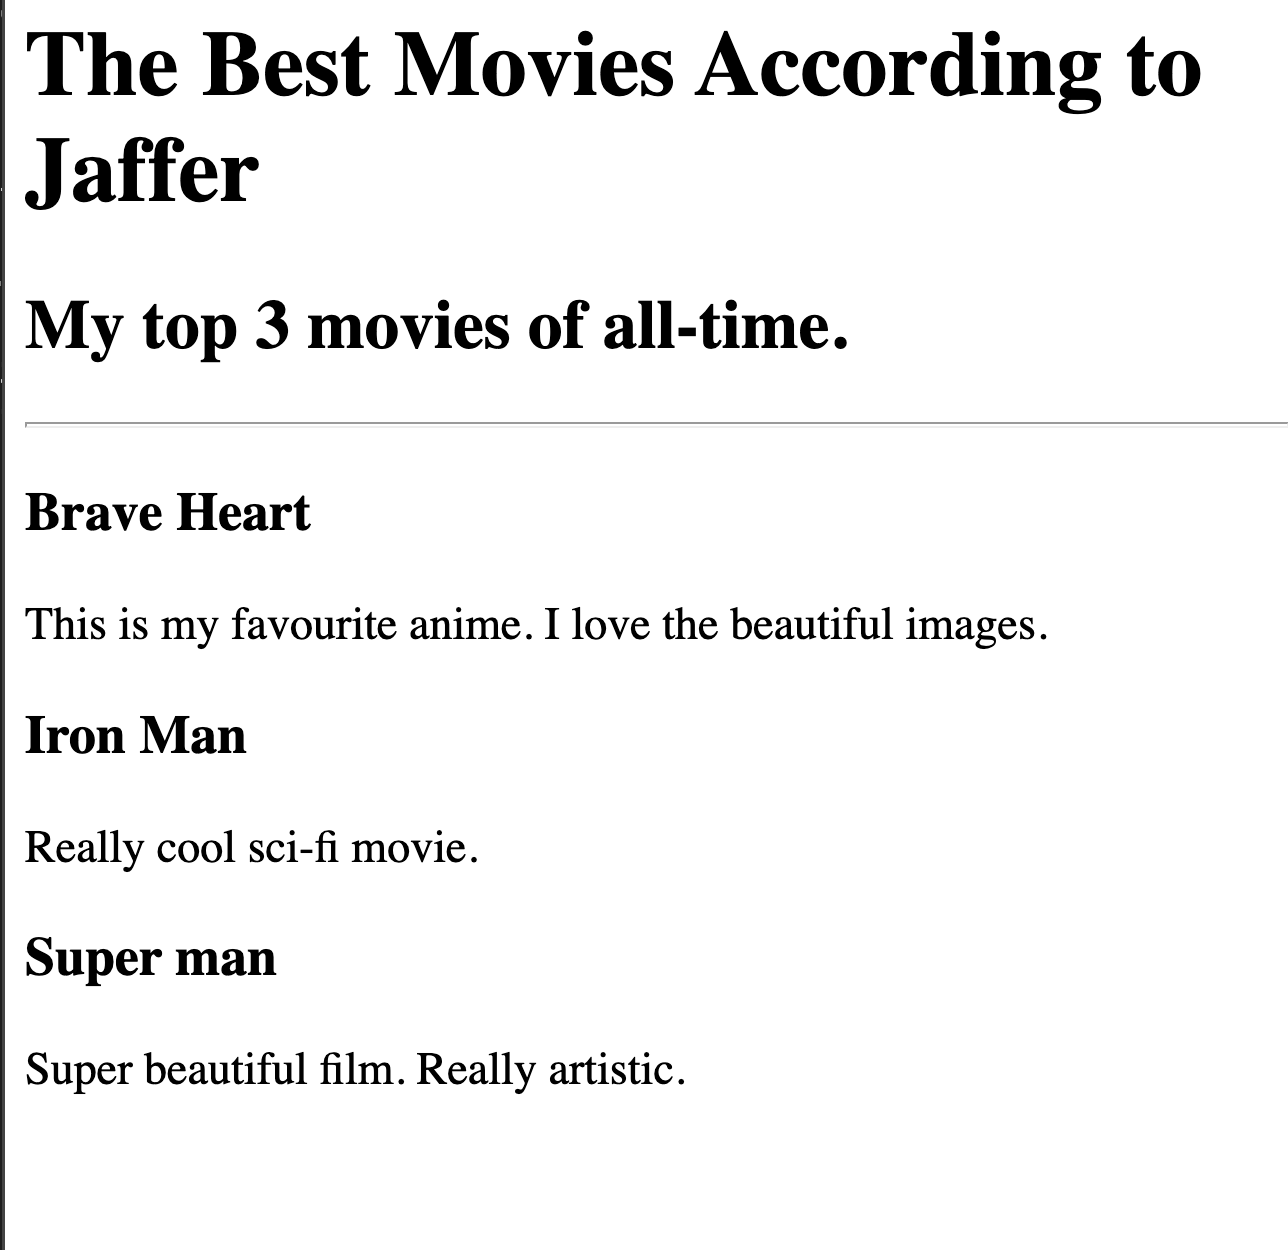 The Best Movies According to
Jaffer
My top 3 movies of all-time.
Brave Heart
This is my favourite anime. I love the beautiful images.
Iron Man
Really cool sci-fi movie.
Super man
Super beautiful film. Really artistic.